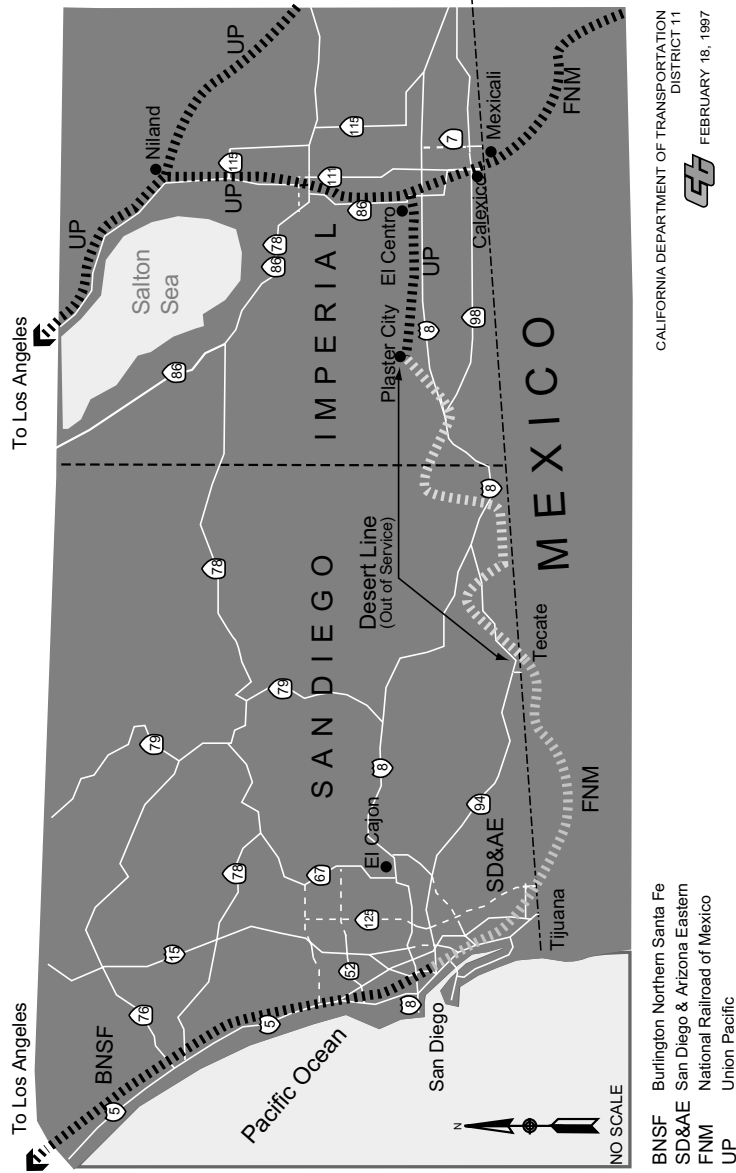 To Los Angeles
To Los Angeles
UP
Niland
UP
Salton
Sea
5
BNSF
76
15
78
79
79
78
86
86
78
UP
115
115
111
5
Pacific Ocean
52
125
67
SAN DIEGO
IMPERIAL
86
El Cajon
8
Desert Line
(Out of Service)
Plaster City
El Centro
8
San Diego
SD&AE
94
8
8
UP
98
7
Calexico
Mexicali
Tijuana
Tecate
FNM
MEXICO
FNM
N
NO SCALE
BNSF Burlington Northern Santa Fe
SD&AE San Diego & Arizona Eastern
FNM National Railroad of Mexico
UP Union Pacific
CALIFORNIA DEPARTMENT OF TRANSPORTATION
DISTRICT 11
ct FEBRUARY 18, 1997